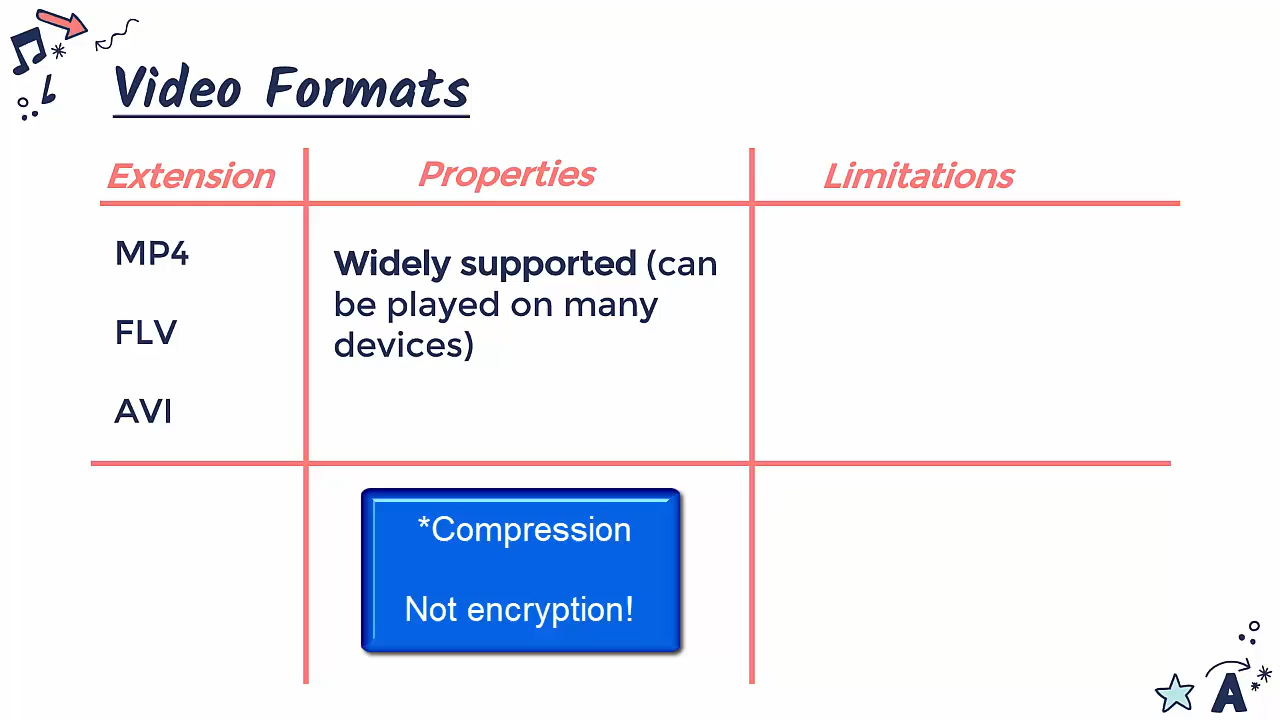 Video Formats
Extension
Properties
Limitations
MP4
FLV
AVI
Widely supported (can
be played on many
devices)
*Compression
Not encryption!
A